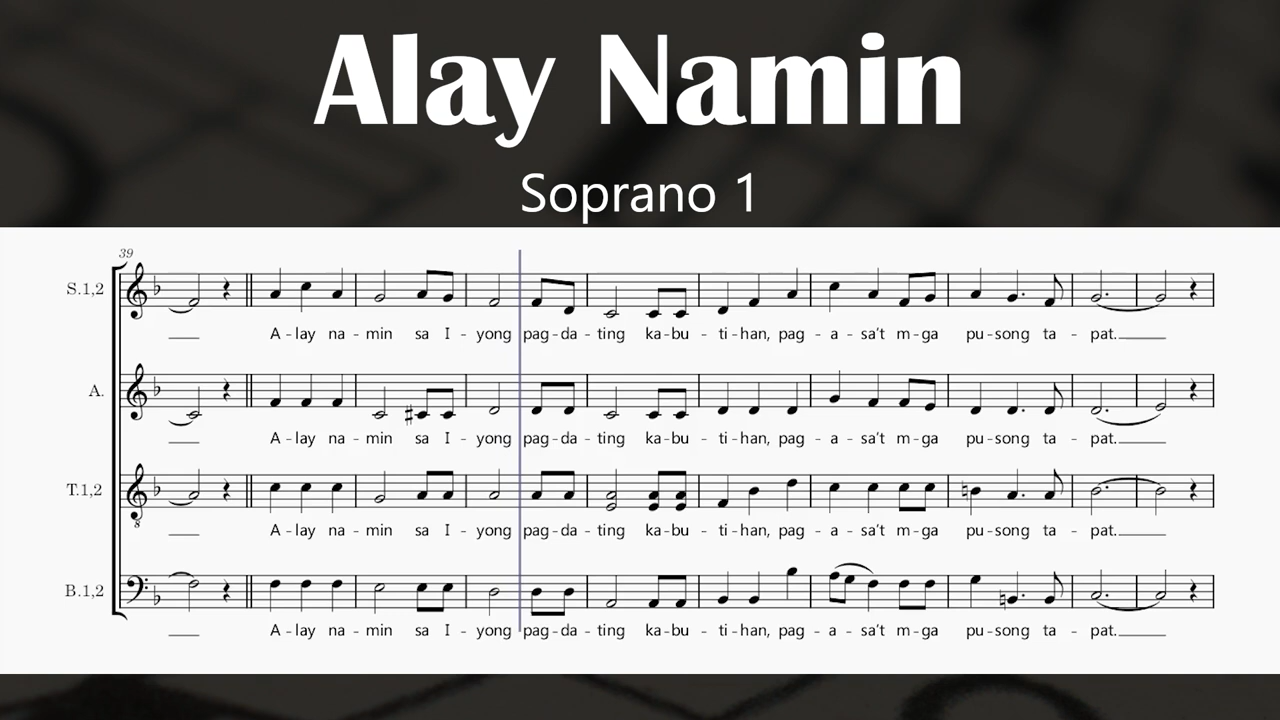 Alay Namin
Soprano 1
39
S.1,2
A - lay na - min sa I - yong pag - da - ting ka - bu - ti - han, pag - a - sa't m - ga pu - song ta - pat.
A.
A - lay na - min sa I - yong pag - da - ting ka - bu - ti - han, pag - a - sa't m - ga pu - song ta - pat.
T.1,2
8
A - lay na - min sa I - yong pag - da - ting ka - bu - ti - han, pag - a - sa't m - ga pu - song ta - pat.
B.1,2
A - lay na - min sa I - yong pag - da - ting ka - bu - ti - han, pag - a - sa't m - ga pu - song ta - pat.